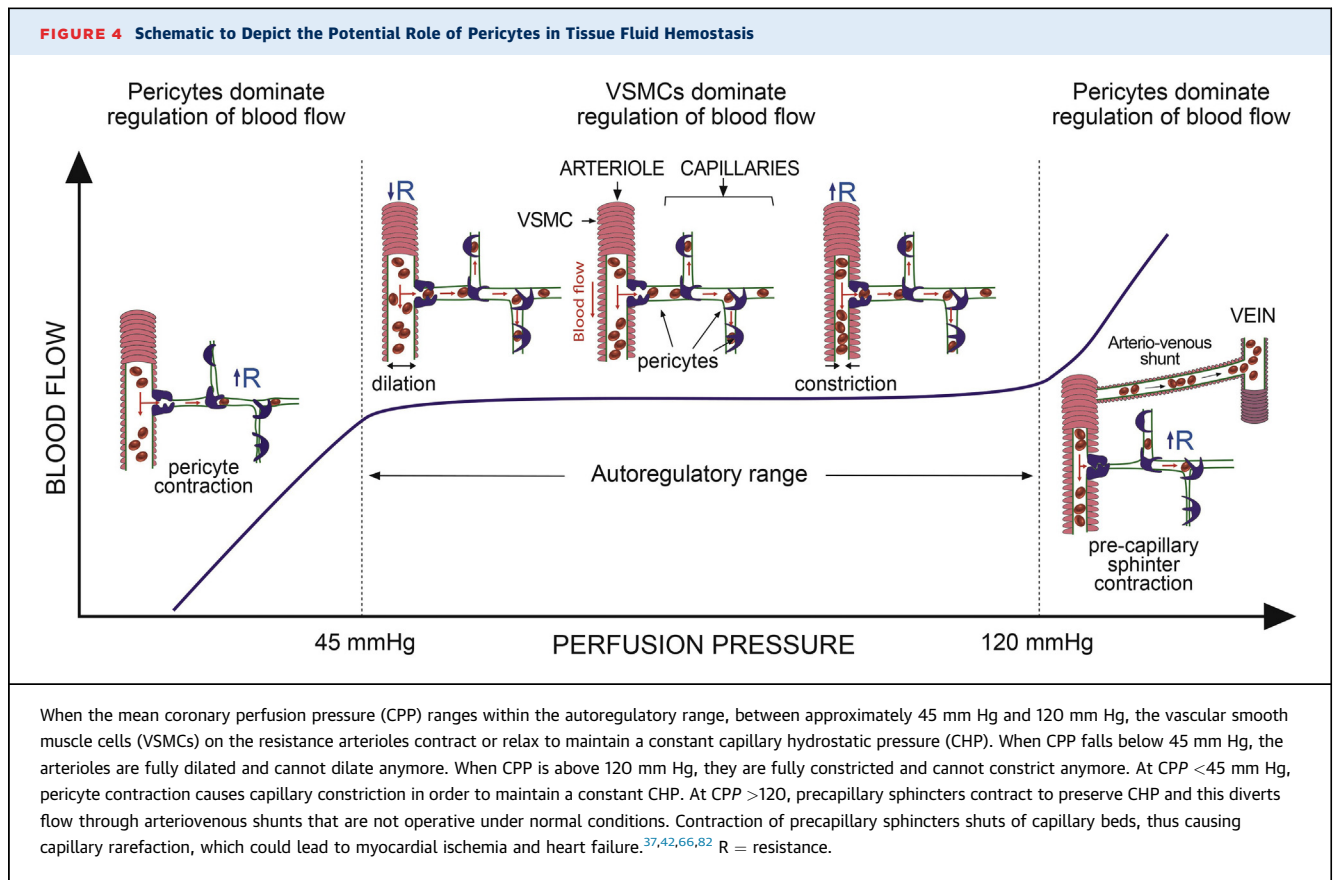 FIGURE 4 Schematic to Depict the Potential Role of Pericytes in Tissue Fluid Hemostasis
Pericytes dominate
regulation of blood flow
VSMCs dominate
regulation of blood flow
Pericytes dominate
regulation of blood flow
BLOOD FLOW
↑R
pericyte
contraction
↓R
dilation
ARTERIOLE
CAPILLARIES
VSMC
Blood flow
pericytes
↑R
constriction
Autoregulatory range
VEIN
Arterio-venous
shunt
↑R
pre-capillary
sphinter
contraction
45 mmHg
PERFUSION PRESSURE
120 mmHg
When the mean coronary perfusion pressure (CPP) ranges within the autoregulatory range, between approximately 45 mm Hg and 120 mm Hg, the vascular smooth
muscle cells (VSMCs) on the resistance arterioles contract or relax to maintain a constant capillary hydrostatic pressure (CHP). When CPP falls below 45 mm Hg, the
arterioles are fully dilated and cannot dilate anymore. When CPP is above 120 mm Hg, they are fully constricted and cannot constrict anymore. At CPP <45 mm Hg,
pericyte contraction causes capillary constriction in order to maintain a constant CHP. At CPP >120, precapillary sphincters contract to preserve CHP and this diverts
flow through arteriovenous shunts that are not operative under normal conditions. Contraction of precapillary sphincters shuts of capillary beds, thus causing
capillary rarefaction, which could lead to myocardial ischemia and heart failure.37,42,66,82 R = resistance.